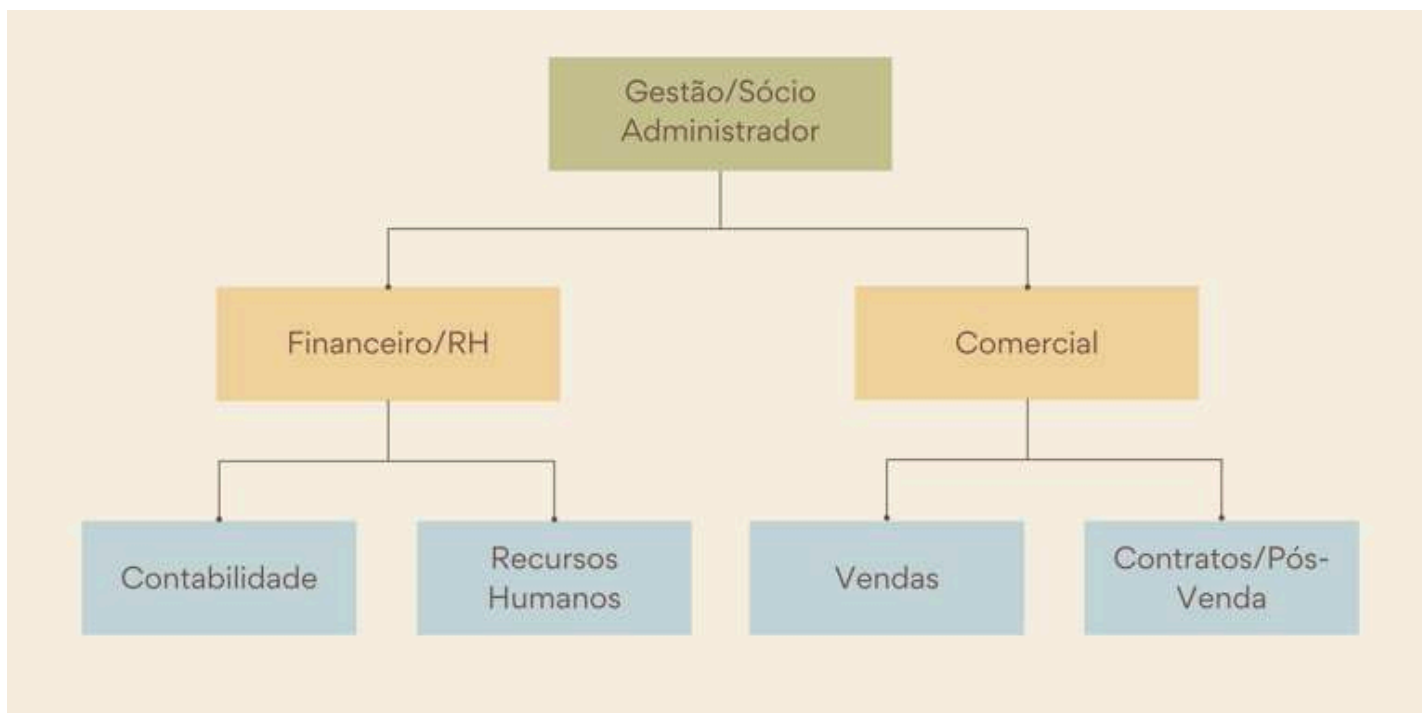 Gestão/Sócio
Administrador
Financeiro/RH
Comercial
Contabilidade
Recursos
Humanos
Vendas
Contratos/Pós-
Venda